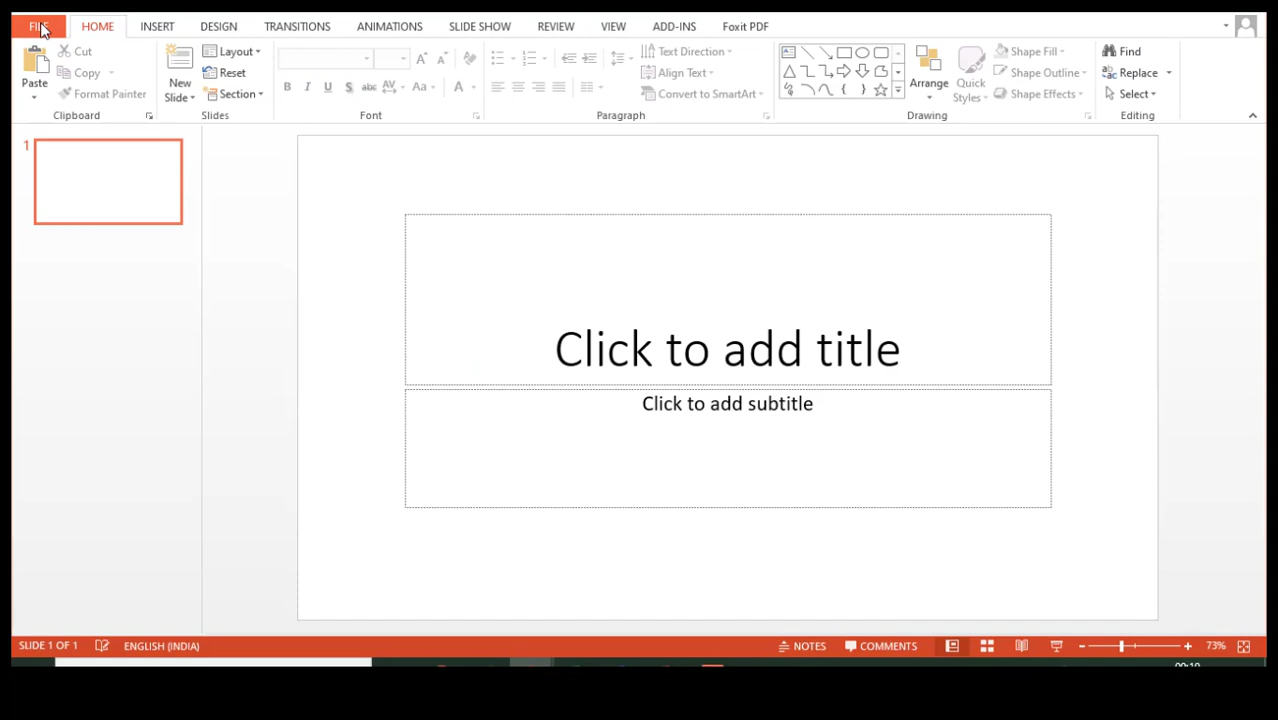 FILE HOME INSERT DESIGN TRANSITIONS ANIMATIONS SLIDE SHOW REVIEW VIEW ADD-INS Foxit PDF
Paste
Cut
Copy
Format Painter
Clipboard
New
Slide
Layout
Reset
Section
Slides
B I U S abc AV Aa A
Font
Text Direction
Align Text
Convert to SmartArt
Paragraph
Arrange
Quick
Styles
Shape Fill
Shape Outline
Shape Effects
Drawing
Find
Replace
Select
Editing
1
Click to add title
Click to add subtitle
SLIDE 1 OF 1 ENGLISH (INDIA) NOTES COMMENTS 73%